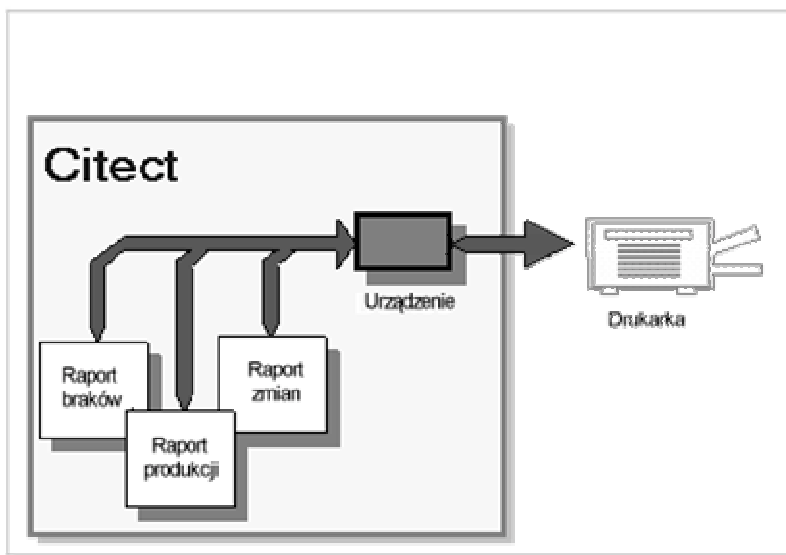 Citect
Urządzenie
Drukarka
Raport
braków
Raport
zmian
Raport
produkcji